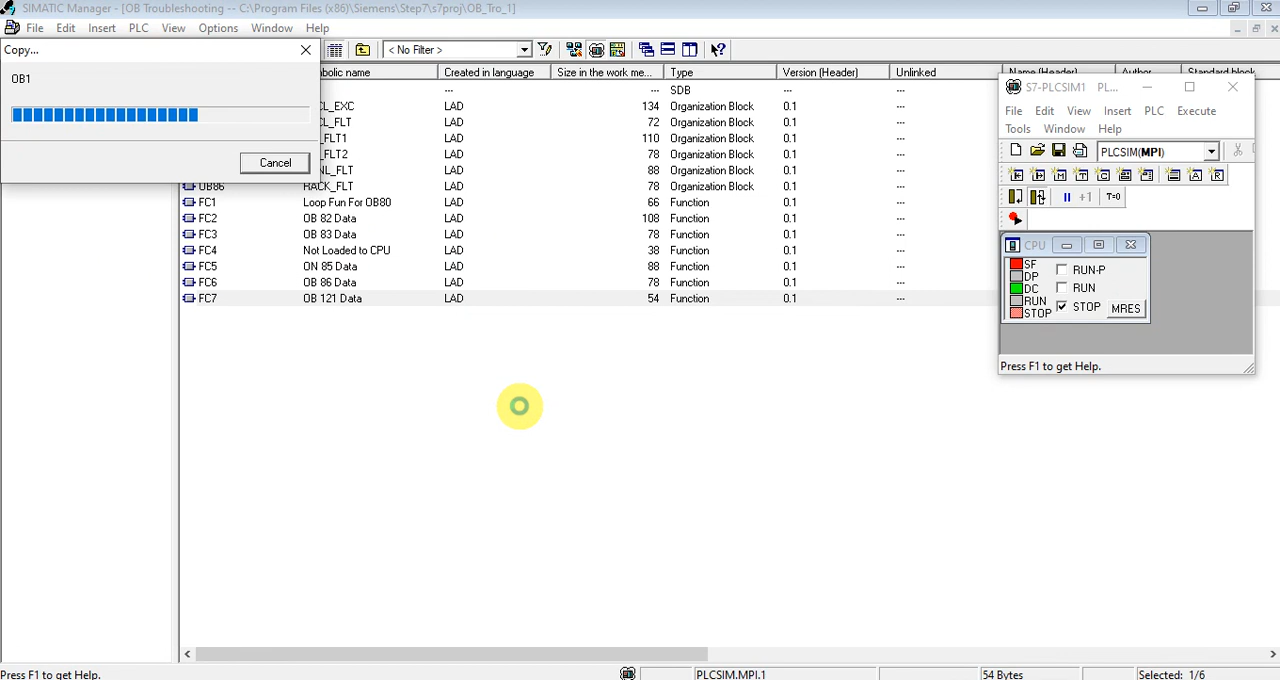 SIMATIC Manager - [OB Troubleshooting -- C:\Program Files (x86)\Siemens\Step7\s7proj\OB_Tro_1]
File Edit Insert PLC View Options Window Help
Copy...
OB1
Cancel
< No Filter >
bolic name Created in language Size in the work me... Type Version (Header) Unlinked Name (Header) Author Standard block
--- --- SDB ---
CL_EXC LAD 134 Organization Block 0.1 ---
L_FLT LAD 72 Organization Block 0.1 ---
_FLT1 LAD 110 Organization Block 0.1 ---
_FLT2 LAD 78 Organization Block 0.1 ---
NL_FLT LAD 88 Organization Block 0.1 ---
OB86 RACK_FLT LAD 78 Organization Block 0.1 ---
FC1 Loop Fun For OB80 LAD 66 Function 0.1 ---
FC2 OB 82 Data LAD 108 Function 0.1 ---
FC3 OB 83 Data LAD 78 Function 0.1 ---
FC4 Not Loaded to CPU LAD 38 Function 0.1 ---
FC5 ON 85 Data LAD 88 Function 0.1 ---
FC6 OB 86 Data LAD 78 Function 0.1 ---
FC7 OB 121 Data LAD 54 Function 0.1 ---
S7-PLCSIM1 PL...
File Edit View Insert PLC Execute
Tools Window Help
PLCSIM(MPI)
+1 T=0
CPU
SF
DP
DC
RUN
STOP
RUN-P
RUN
STOP
MRES
Press F1 to get Help.
Press F1 to get Help.
PLCSIM.MPI.1
54 Bytes
Selected: 1/6